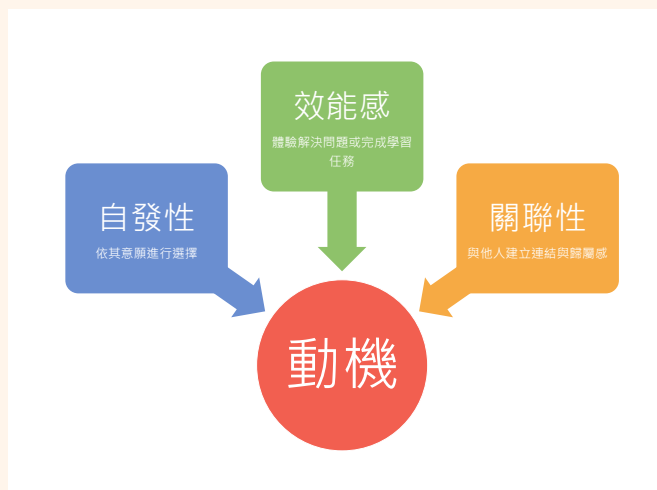 效能感
體驗解決問題或完成學習
任務
自發性
依其意願進行選擇
關聯性
與他人建立連結與歸屬感
動機